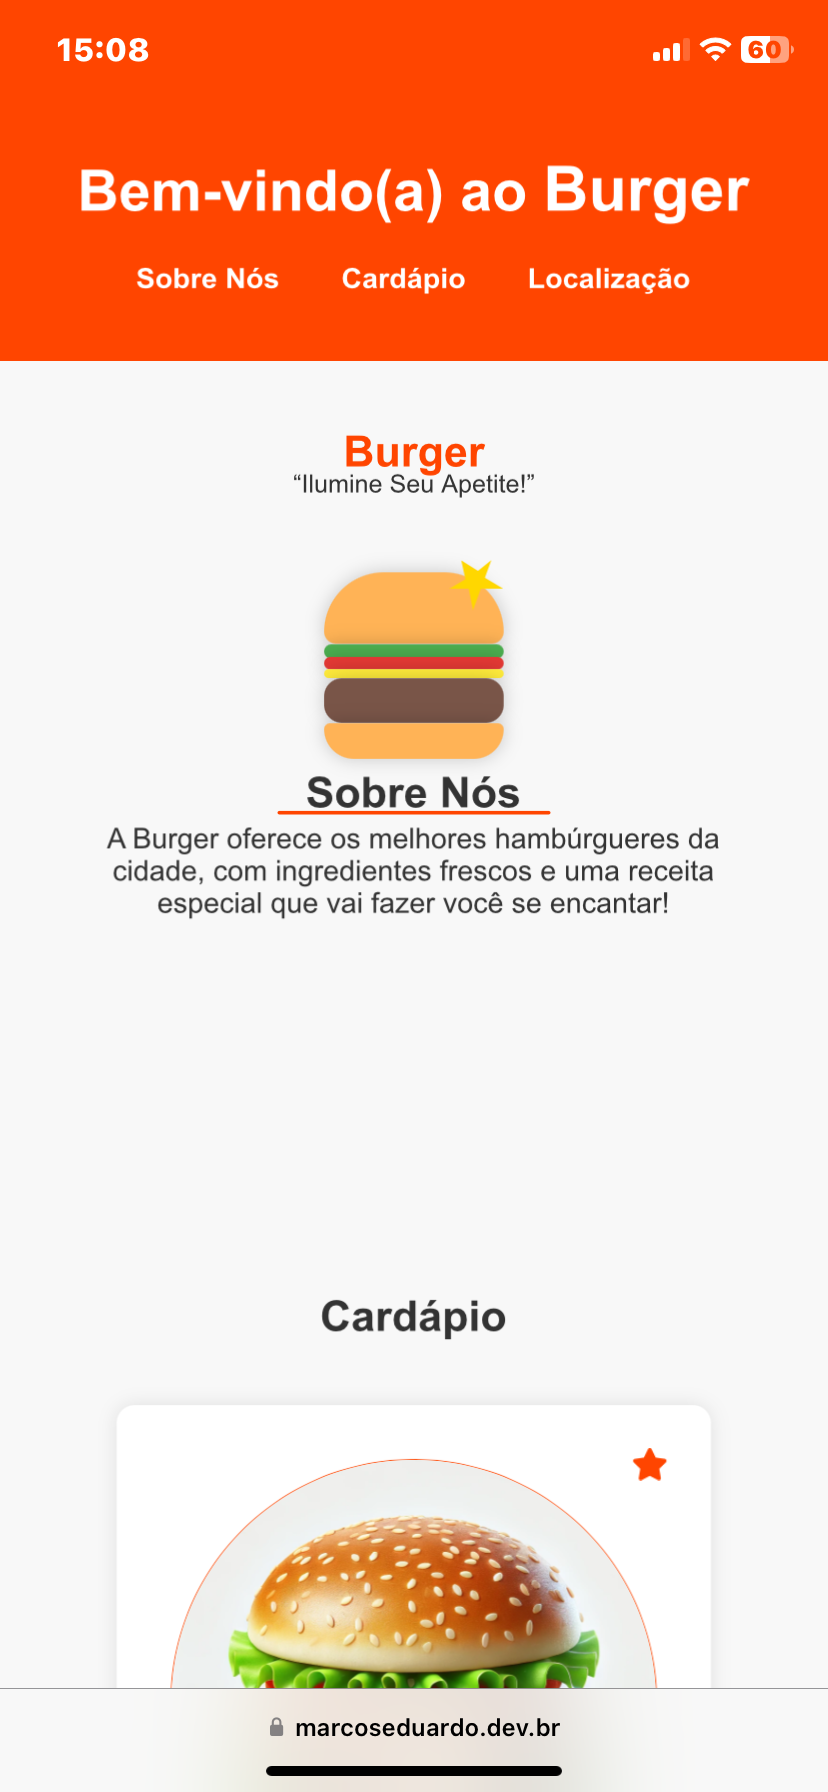 15:08
60
Bem-vindo(a) ao Burger
Sobre Nós Cardápio Localização
Burger
“Ilumine Seu Apetite!”
Sobre Nós
A Burger oferece os melhores hambúrgueres da
cidade, com ingredientes frescos e uma receita
especial que vai fazer você se encantar!
Cardápio
marcoseduardo.dev.br